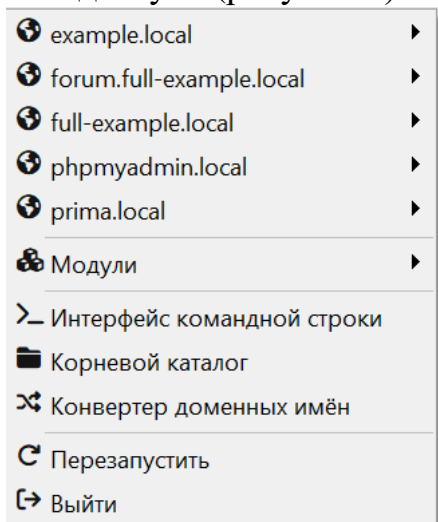 example.local
forum.full-example.local
full-example.local
phpmyadmin.local
prima.local
Модули
Интерфейс командной строки
Корневой каталог
Конвертер доменных имён
Перезапустить
Выйти